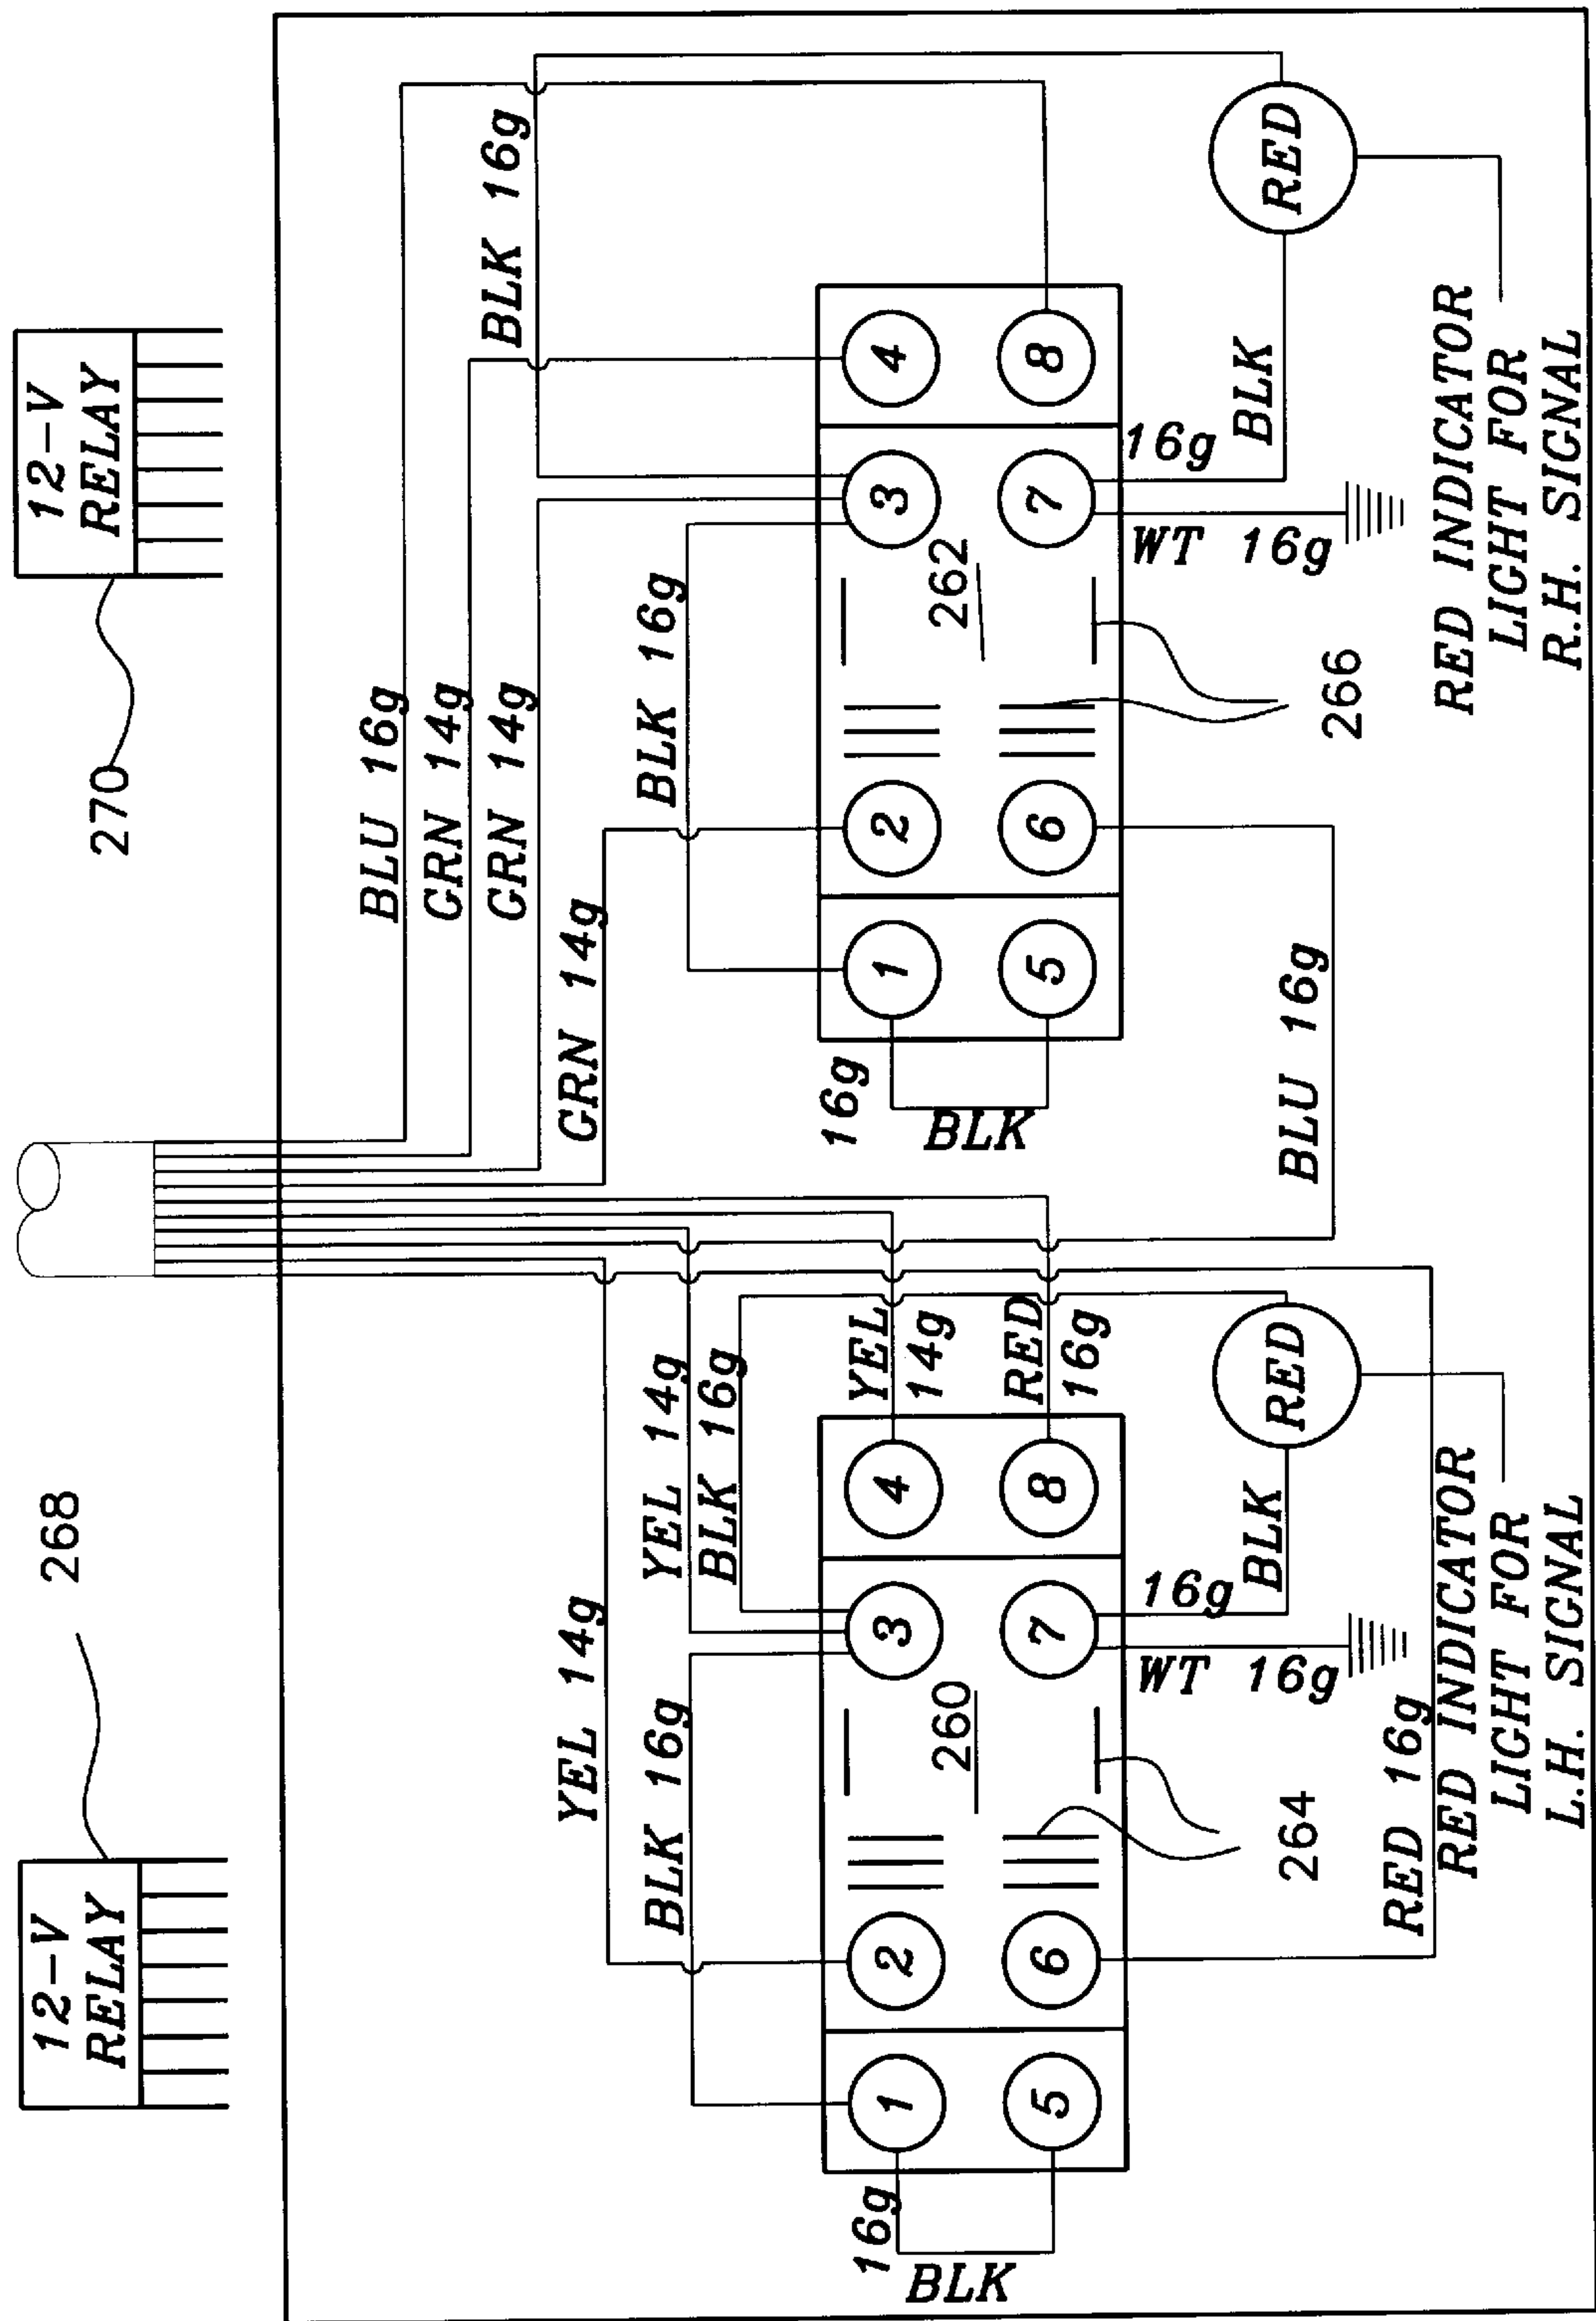 12-V
RELAY
268
12-V
RELAY
270
BLU 16g
GRN 14g
GRN 14g
BLK 16g
YEL 14g
GRN 14g
BLK 16g
YEL 14g
BLK 16g
BLK 16g
16g
BLK
1
2
3
4
5
6
7
8
260
264
YEL
14g
RED
16g
16g
BLK
WT 16g
RED
RED 16g
RED INDICATOR
LIGHT FOR
L.H. SIGNAL
16g
BLK
1
2
3
4
5
6
7
8
262
266
BLU 16g
16g
BLK
WT 16g
RED
RED INDICATOR
LIGHT FOR
R.H. SIGNAL